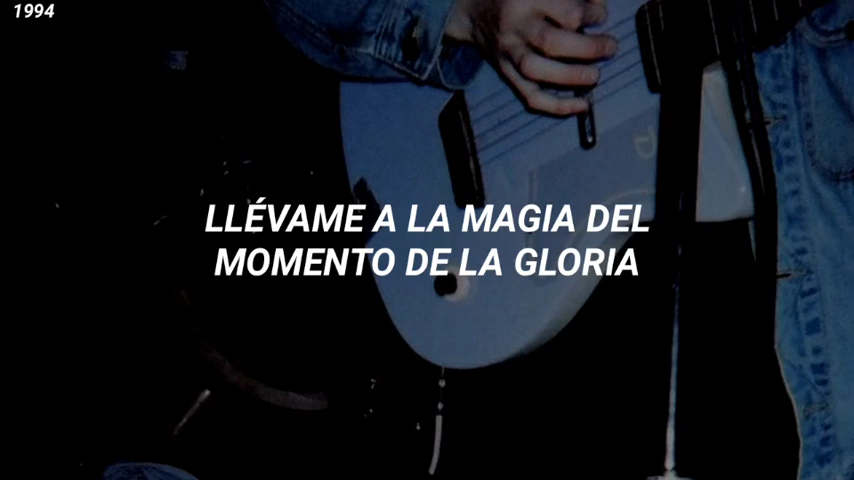 1994
LLÉVAME A LA MAGIA DEL
MOMENTO DE LA GLORIA